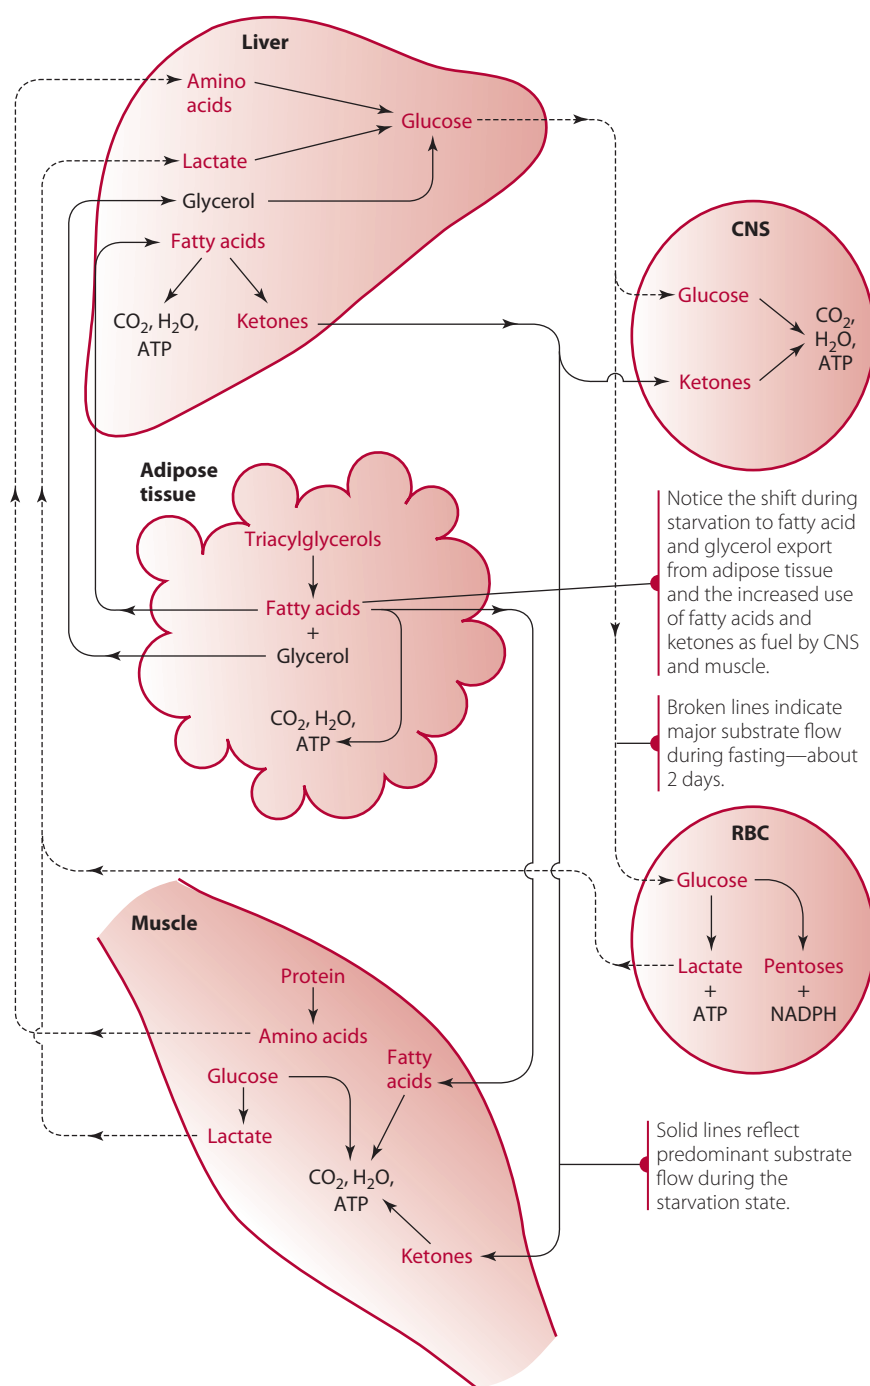 Liver
Amino
acids
Glucose
Lactate
Glycerol
Fatty acids
CO₂, H₂O,
ATP
Ketones
CNS
Glucose
CO₂,
H₂O,
ATP
Ketones
Adipose
tissue
Triacylglycerols
Fatty acids
+
Glycerol
CO₂, H₂O,
ATP
Notice the shift during
starvation to fatty acid
and glycerol export
from adipose tissue
and the increased use
of fatty acids and
ketones as fuel by CNS
and muscle.
Broken lines indicate
major substrate flow
during fasting—about
2 days.
RBC
Glucose
Lactate
+
ATP
Pentoses
+
NADPH
Muscle
Protein
Amino acids
Glucose
Fatty
acids
Lactate
CO₂, H₂O,
ATP
Ketones
Solid lines reflect
predominant substrate
flow during the
starvation state.